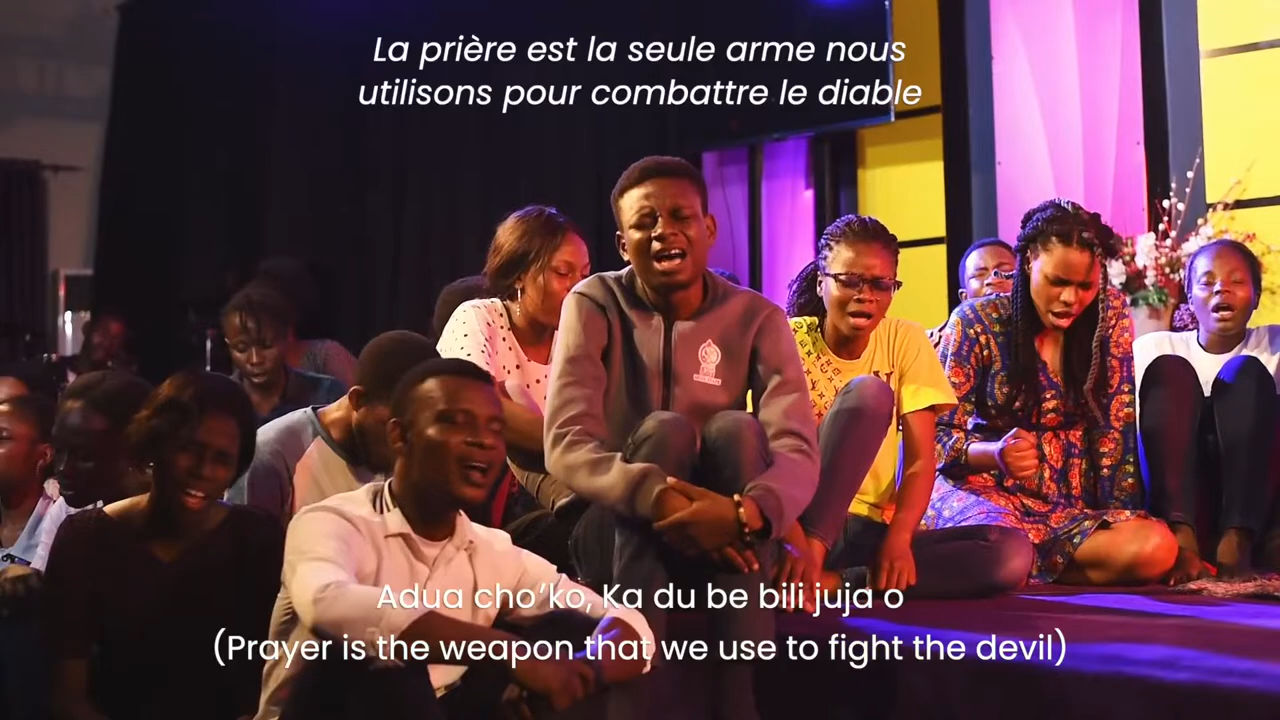 La prière est la seule arme nous
utilisons pour combattre le diable
Adua cho’ko, Ka du be bili juja o
(Prayer is the weapon that we use to fight the devil)